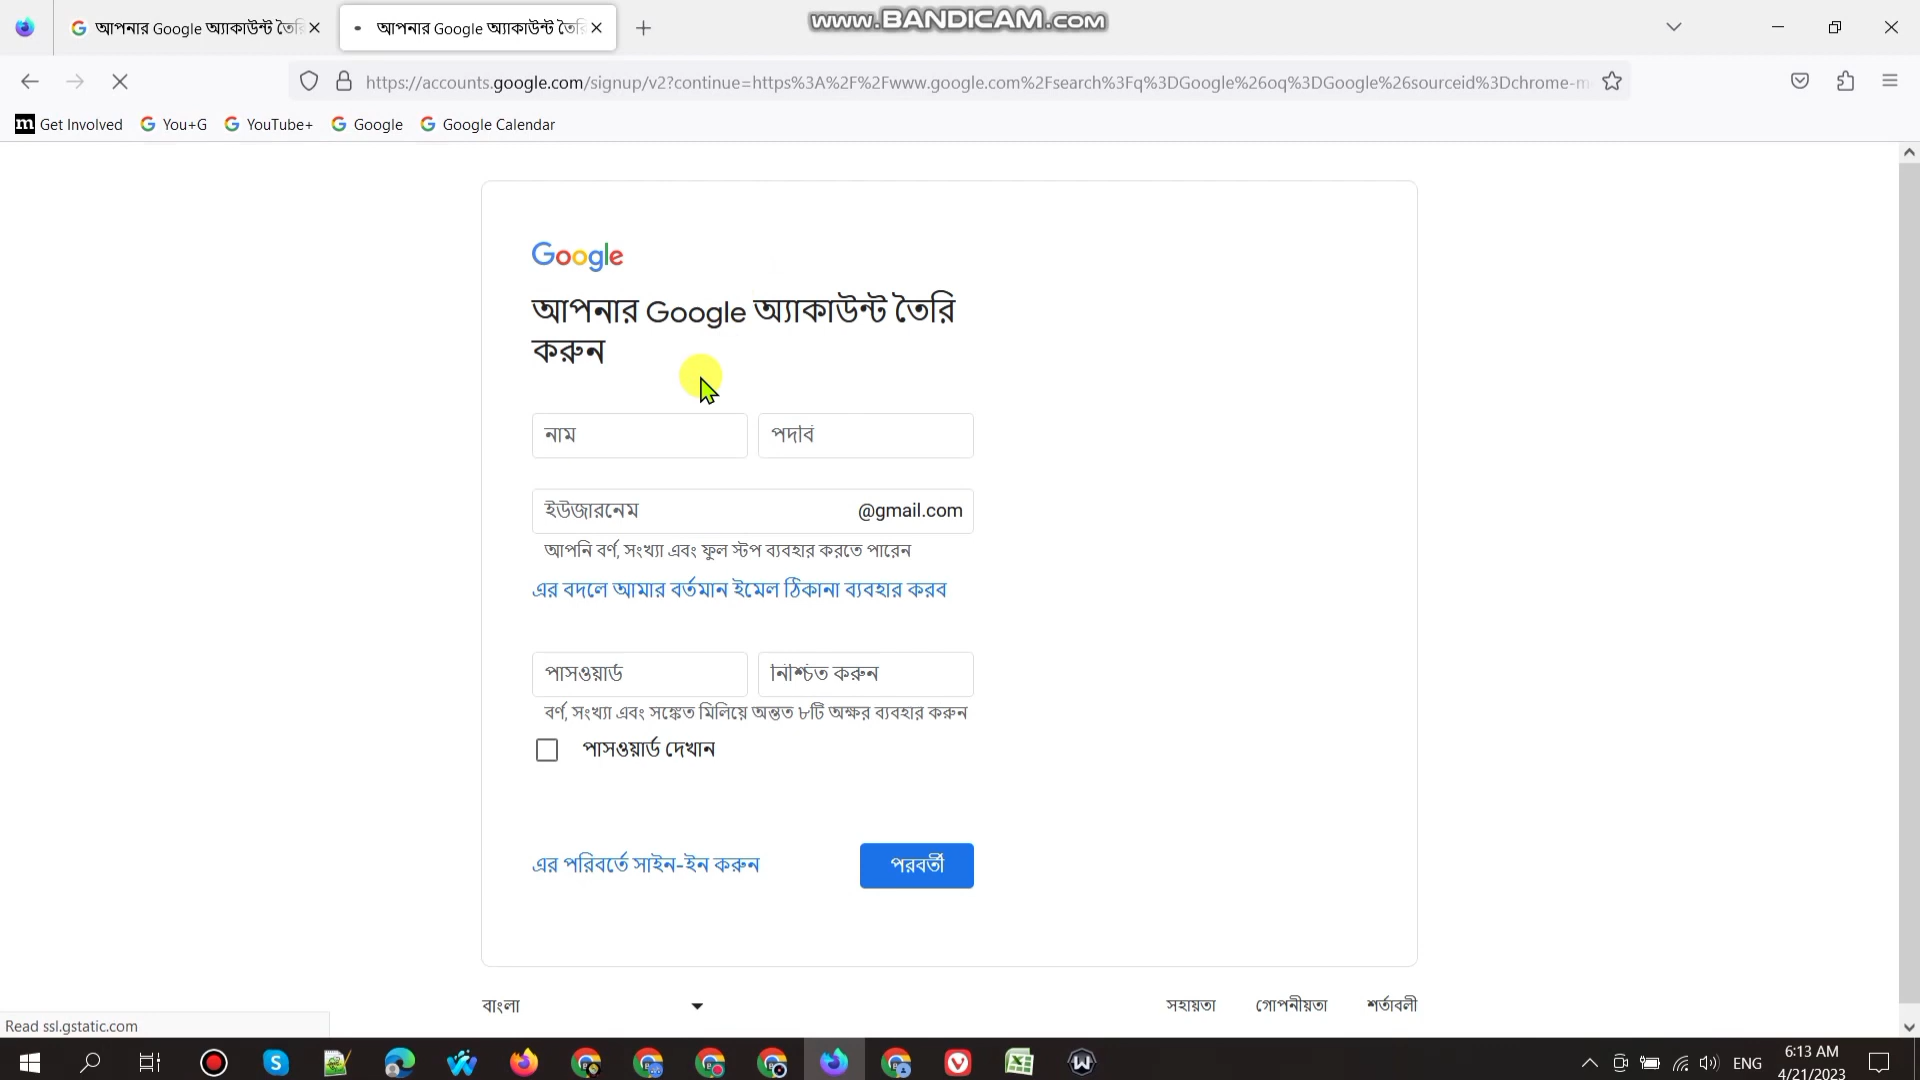 আপনার Google অ্যাকাউন্ট তৈরি
আপনার Google অ্যাকাউন্ট তৈরি
www.BANDICAM.com
https://accounts.google.com/signup/v2?continue=https%3A%2F%2Fwww.google.com%2Fsearch%3Fq%3DGoogle%26oq%3DGoogle%26sourceid%3Dchrome-m
Get Involved
You+G
YouTube+
Google
Google Calendar
Google
আপনার Google অ্যাকাউন্ট তৈরি
করুন
নাম
পদবি
ইউজারনেম
@gmail.com
আপনি বর্ণ, সংখ্যা এবং ফুল স্টপ ব্যবহার করতে পারেন
এর বদলে আমার বর্তমান ইমেল ঠিকানা ব্যবহার করব
পাসওয়ার্ড
নিশ্চিত করুন
বর্ণ, সংখ্যা এবং সঙ্কেত মিলিয়ে অন্তত ৮টি অক্ষর ব্যবহার করুন
পাসওয়ার্ড দেখান
এর পরিবর্তে সাইন-ইন করুন
পরবর্তী
বাংলা
সহায়তা
গোপনীয়তা
শর্তাবলী
Read ssl.gstatic.com
ENG
6:13 AM
4/21/2023